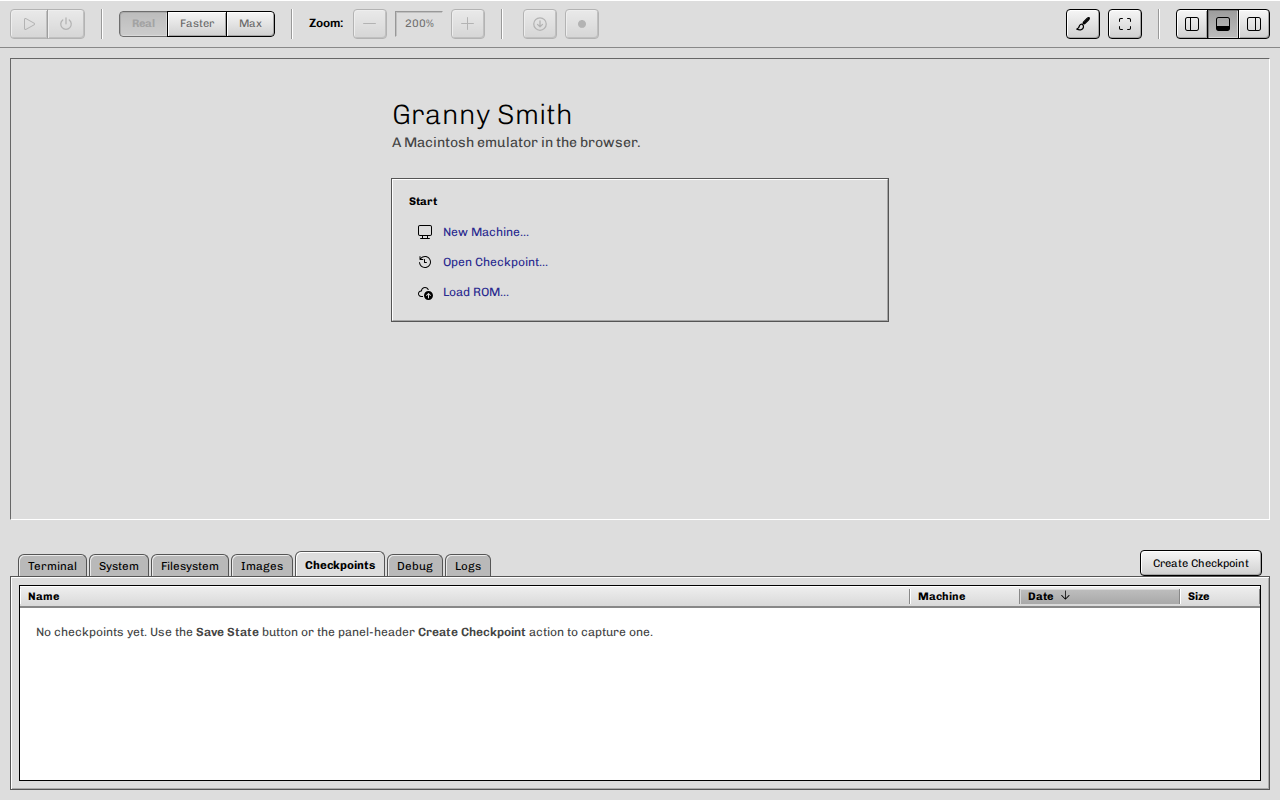 Real Faster Max Zoom: 200%
Granny Smith
A Macintosh emulator in the browser.
Start
New Machine...
Open Checkpoint...
Load ROM...
Terminal System Filesystem Images Checkpoints Debug Logs Create Checkpoint
Name Machine Date Size
No checkpoints yet. Use the Save State button or the panel-header Create Checkpoint action to capture one.